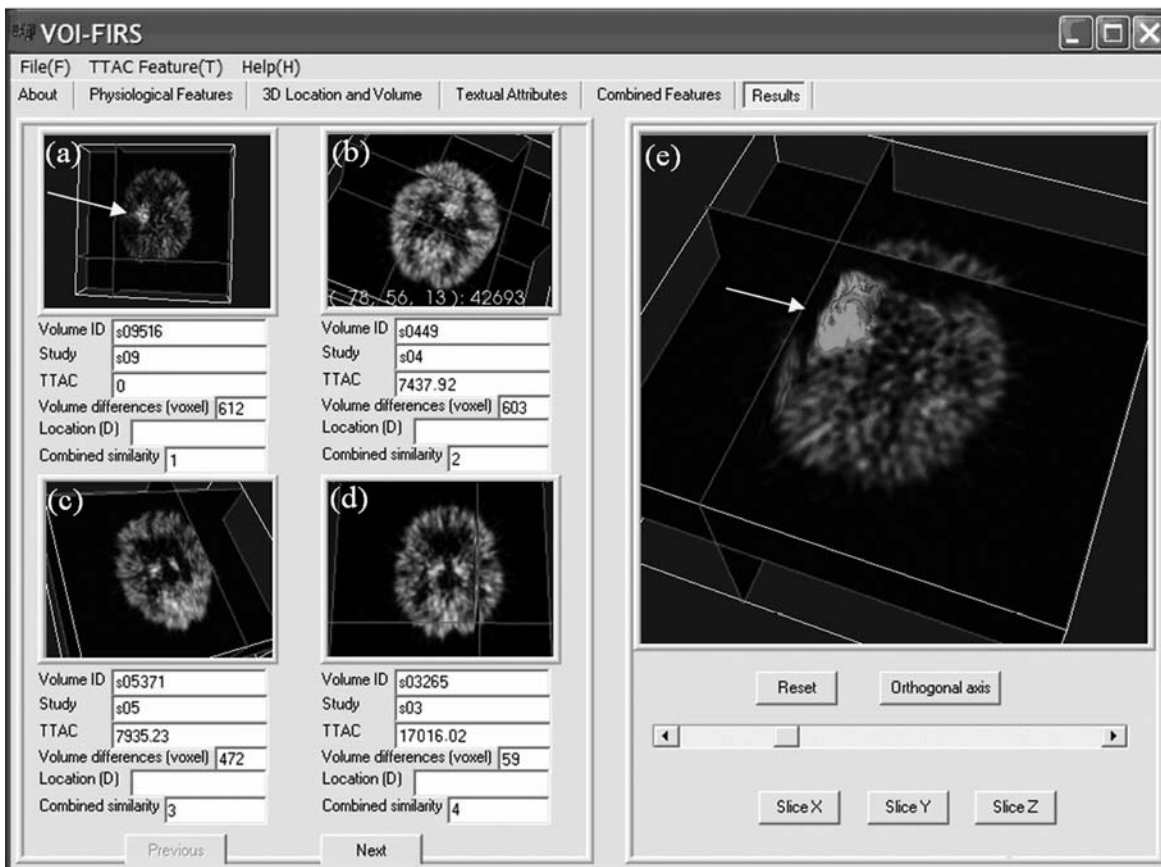 VOI-FIRS
File(F) TTAC Feature(T) Help(H)
About Physiological Features 3D Location and Volume Textual Attributes Combined Features Results
(a)
Volume ID s09516
Study s09
TTAC 0
Volume differences (voxel) 612
Location (D)
Combined similarity 1
(b)
( 78, 56, 13): 42693
Volume ID s0449
Study s04
TTAC 7437.92
Volume differences (voxel) 603
Location (D)
Combined similarity 2
(c)
Volume ID s05371
Study s05
TTAC 7935.23
Volume differences (voxel) 472
Location (D)
Combined similarity 3
(d)
Volume ID s03265
Study s03
TTAC 17016.02
Volume differences (voxel) 59
Location (D)
Combined similarity 4
Previous Next
(e)
Reset Orthogonal axis
Slice X Slice Y Slice Z